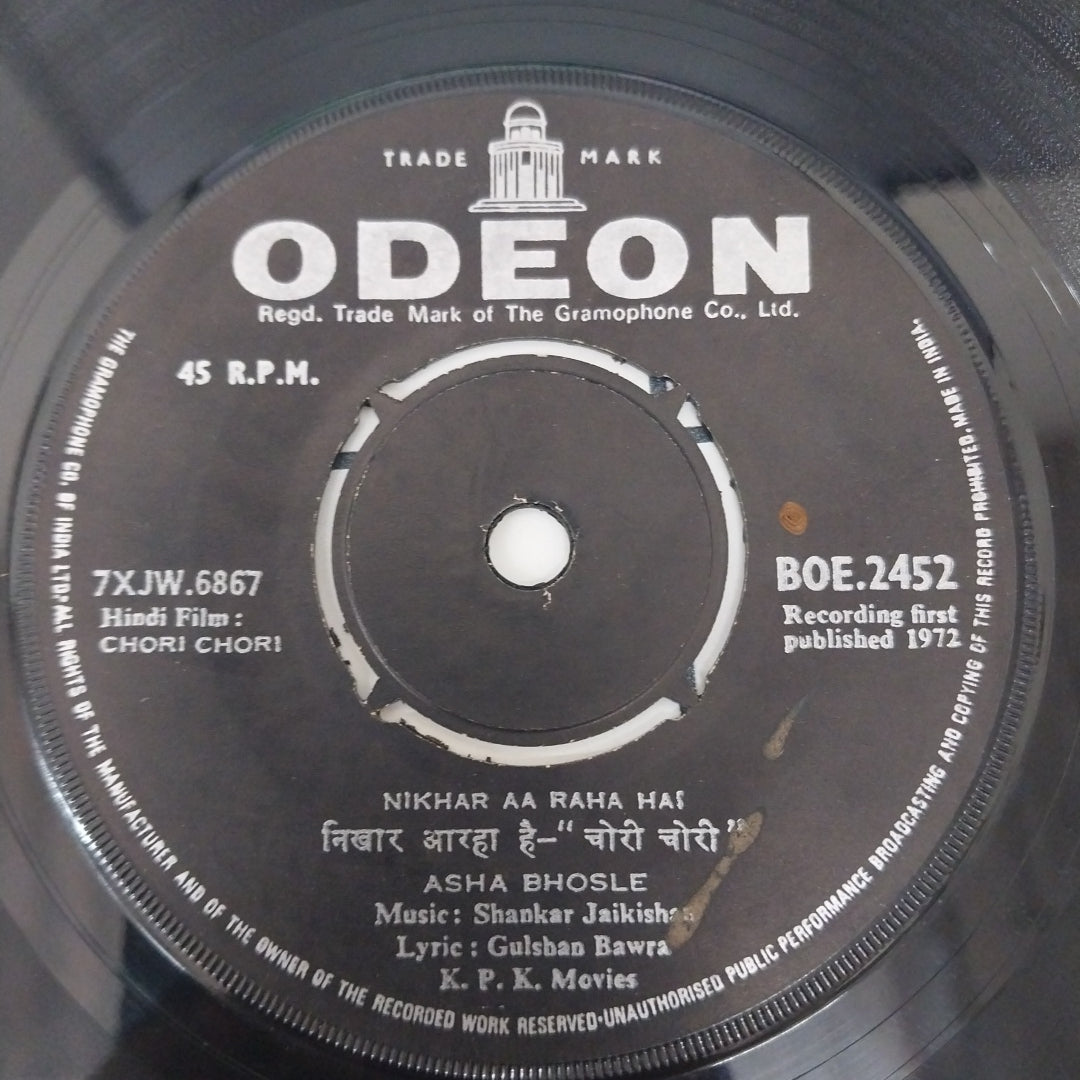 TRADE MARK
ODEON
Regd. Trade Mark of The Gramophone Co., Ltd.
45 R.P.M.
7XJW.6867
Hindi Film :
CHORI CHORI
BOE.2452
Recording first
published 1972
NIKHAR AA RAHA HAI
निखार आरहा है–“ चोरी चोरी”
ASHA BHOSLE
Music : Shankar Jaikishan
Lyric : Gulshan Bawra
K. P. K. Movies
THE GRAMOPHONE CO. OF INDIA LTD. ALL RIGHTS OF THE MANUFACTURER AND OF THE OWNER OF THE RECORDED WORK RESERVED·UNAUTHORISED PUBLIC PERFORMANCE BROADCASTING AND COPYING OF THIS RECORD PROHIBITED. MADE IN INDIA.